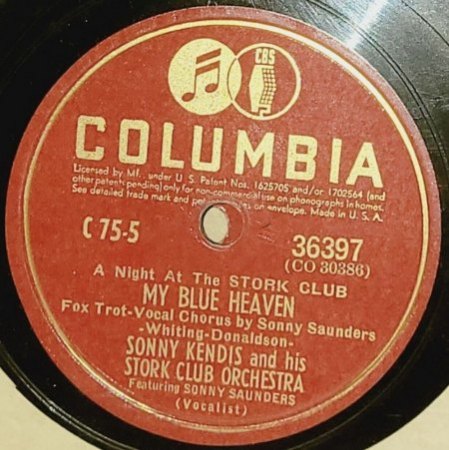 CBS
COLUMBIA
Licensed by Mf. under U.S. Patent Nos. 1625705 and/or 1702564 (and
other patents pending) only for non-commercial use on phonographs in homes.
See detailed trade mark and on envelope. Made in U.S.A.
C 75-5
36397
(CO 30386)
A Night At The STORK CLUB
MY BLUE HEAVEN
Fox Trot-Vocal Chorus by Sonny Saunders
-Whiting-Donaldson-
SONNY KENDIS and his
STORK CLUB ORCHESTRA
Featuring SONNY SAUNDERS
(Vocalist)